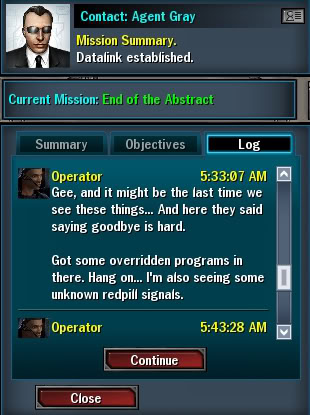 Contact: Agent Gray
Mission Summary.
Datalink established.
Current Mission: End of the Abstract
Summary
Objectives
Log
Operator 5:33:07 AM
Gee, and it might be the last time we
see these things... And here they said
saying goodbye is hard.
Got some overridden programs in
there. Hang on... I'm also seeing some
unknown redpill signals.
Operator 5:43:28 AM
Continue
Close